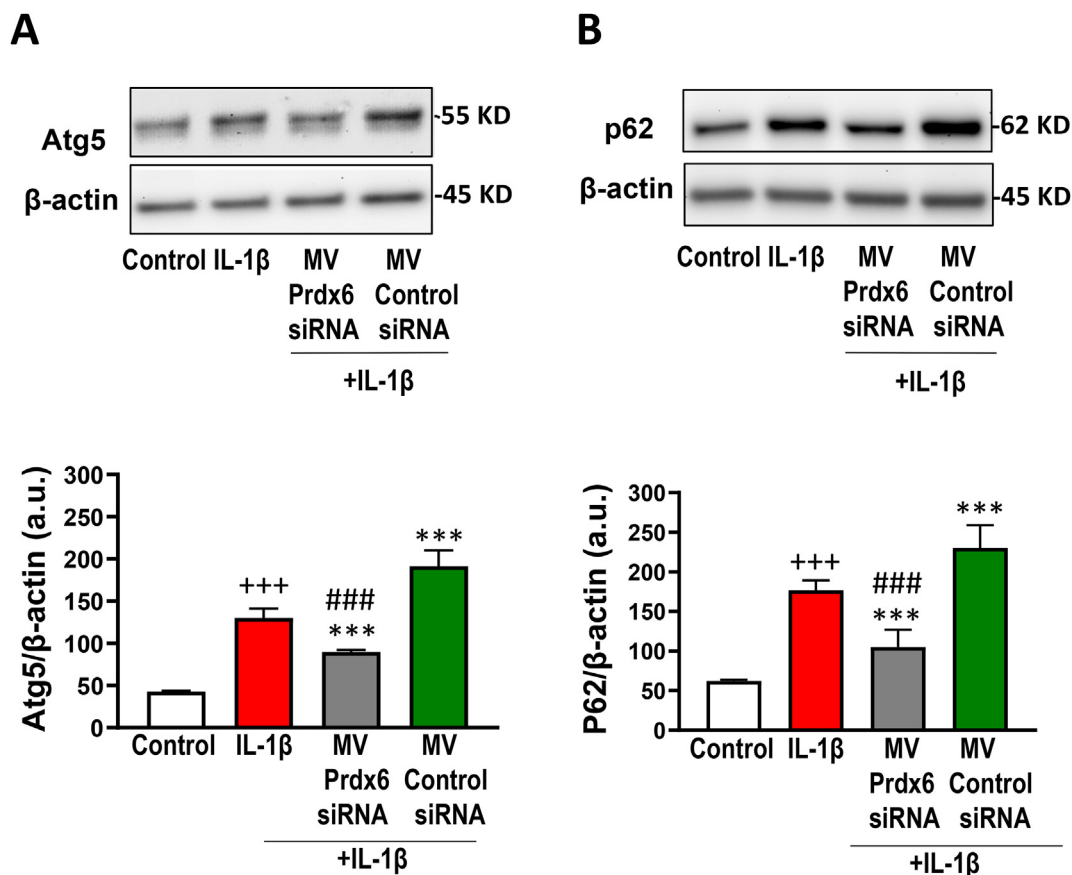 A
Atg5
-55 KD
β-actin
-45 KD
Control IL-1β MV MV
Prdx6 Control
siRNA siRNA
+IL-1β
Atg5/β-actin (a.u.)
300
250
200
150
100
50
0
+++
###
***
***
Control IL-1β MV MV
Prdx6 Control
siRNA siRNA
+IL-1β
B
p62
-62 KD
β-actin
-45 KD
Control IL-1β MV MV
Prdx6 Control
siRNA siRNA
+IL-1β
P62/β-actin (a.u.)
300
250
200
150
100
50
0
+++
###
***
***
Control IL-1β MV MV
Prdx6 Control
siRNA siRNA
+IL-1β